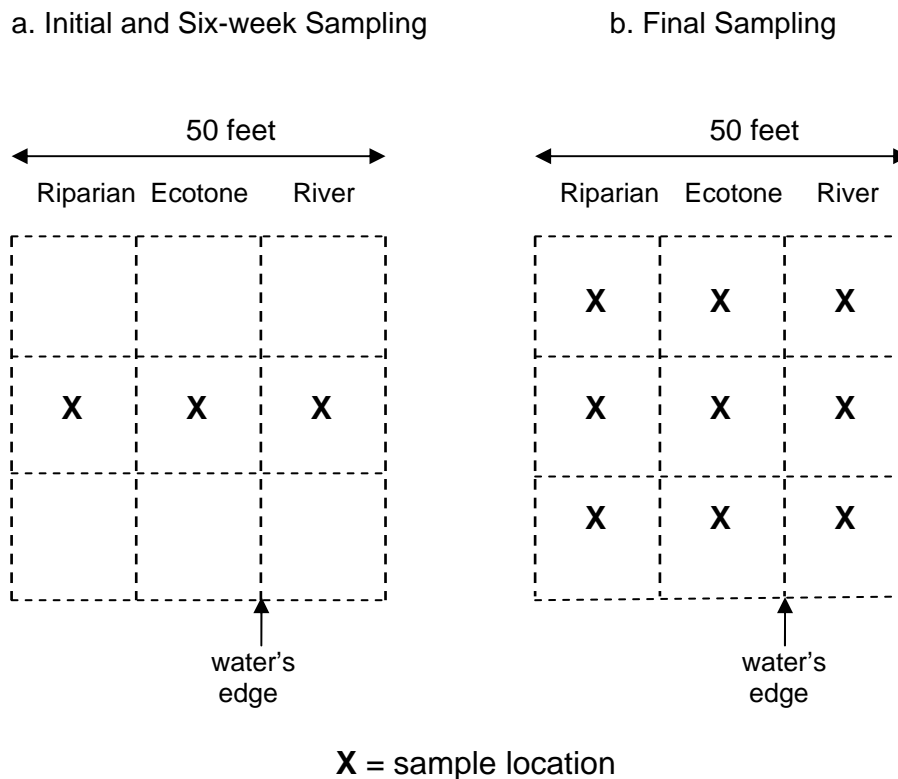 a. Initial and Six-week Sampling
50 feet
Riparian Ecotone River
X X X
water's
edge
b. Final Sampling
50 feet
Riparian Ecotone River
X X X
X X X
X X X
water's
edge
X = sample location